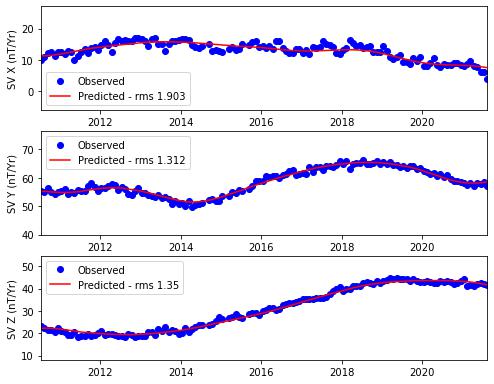 SV X (nT/Yr)
20
10
0
Observed
Predicted - rms 1.903
2012 2014 2016 2018 2020
SV Y (nT/Yr)
70
60
50
40
Observed
Predicted - rms 1.312
2012 2014 2016 2018 2020
SV Z (nT/Yr)
50
40
30
20
10
Observed
Predicted - rms 1.35
2012 2014 2016 2018 2020